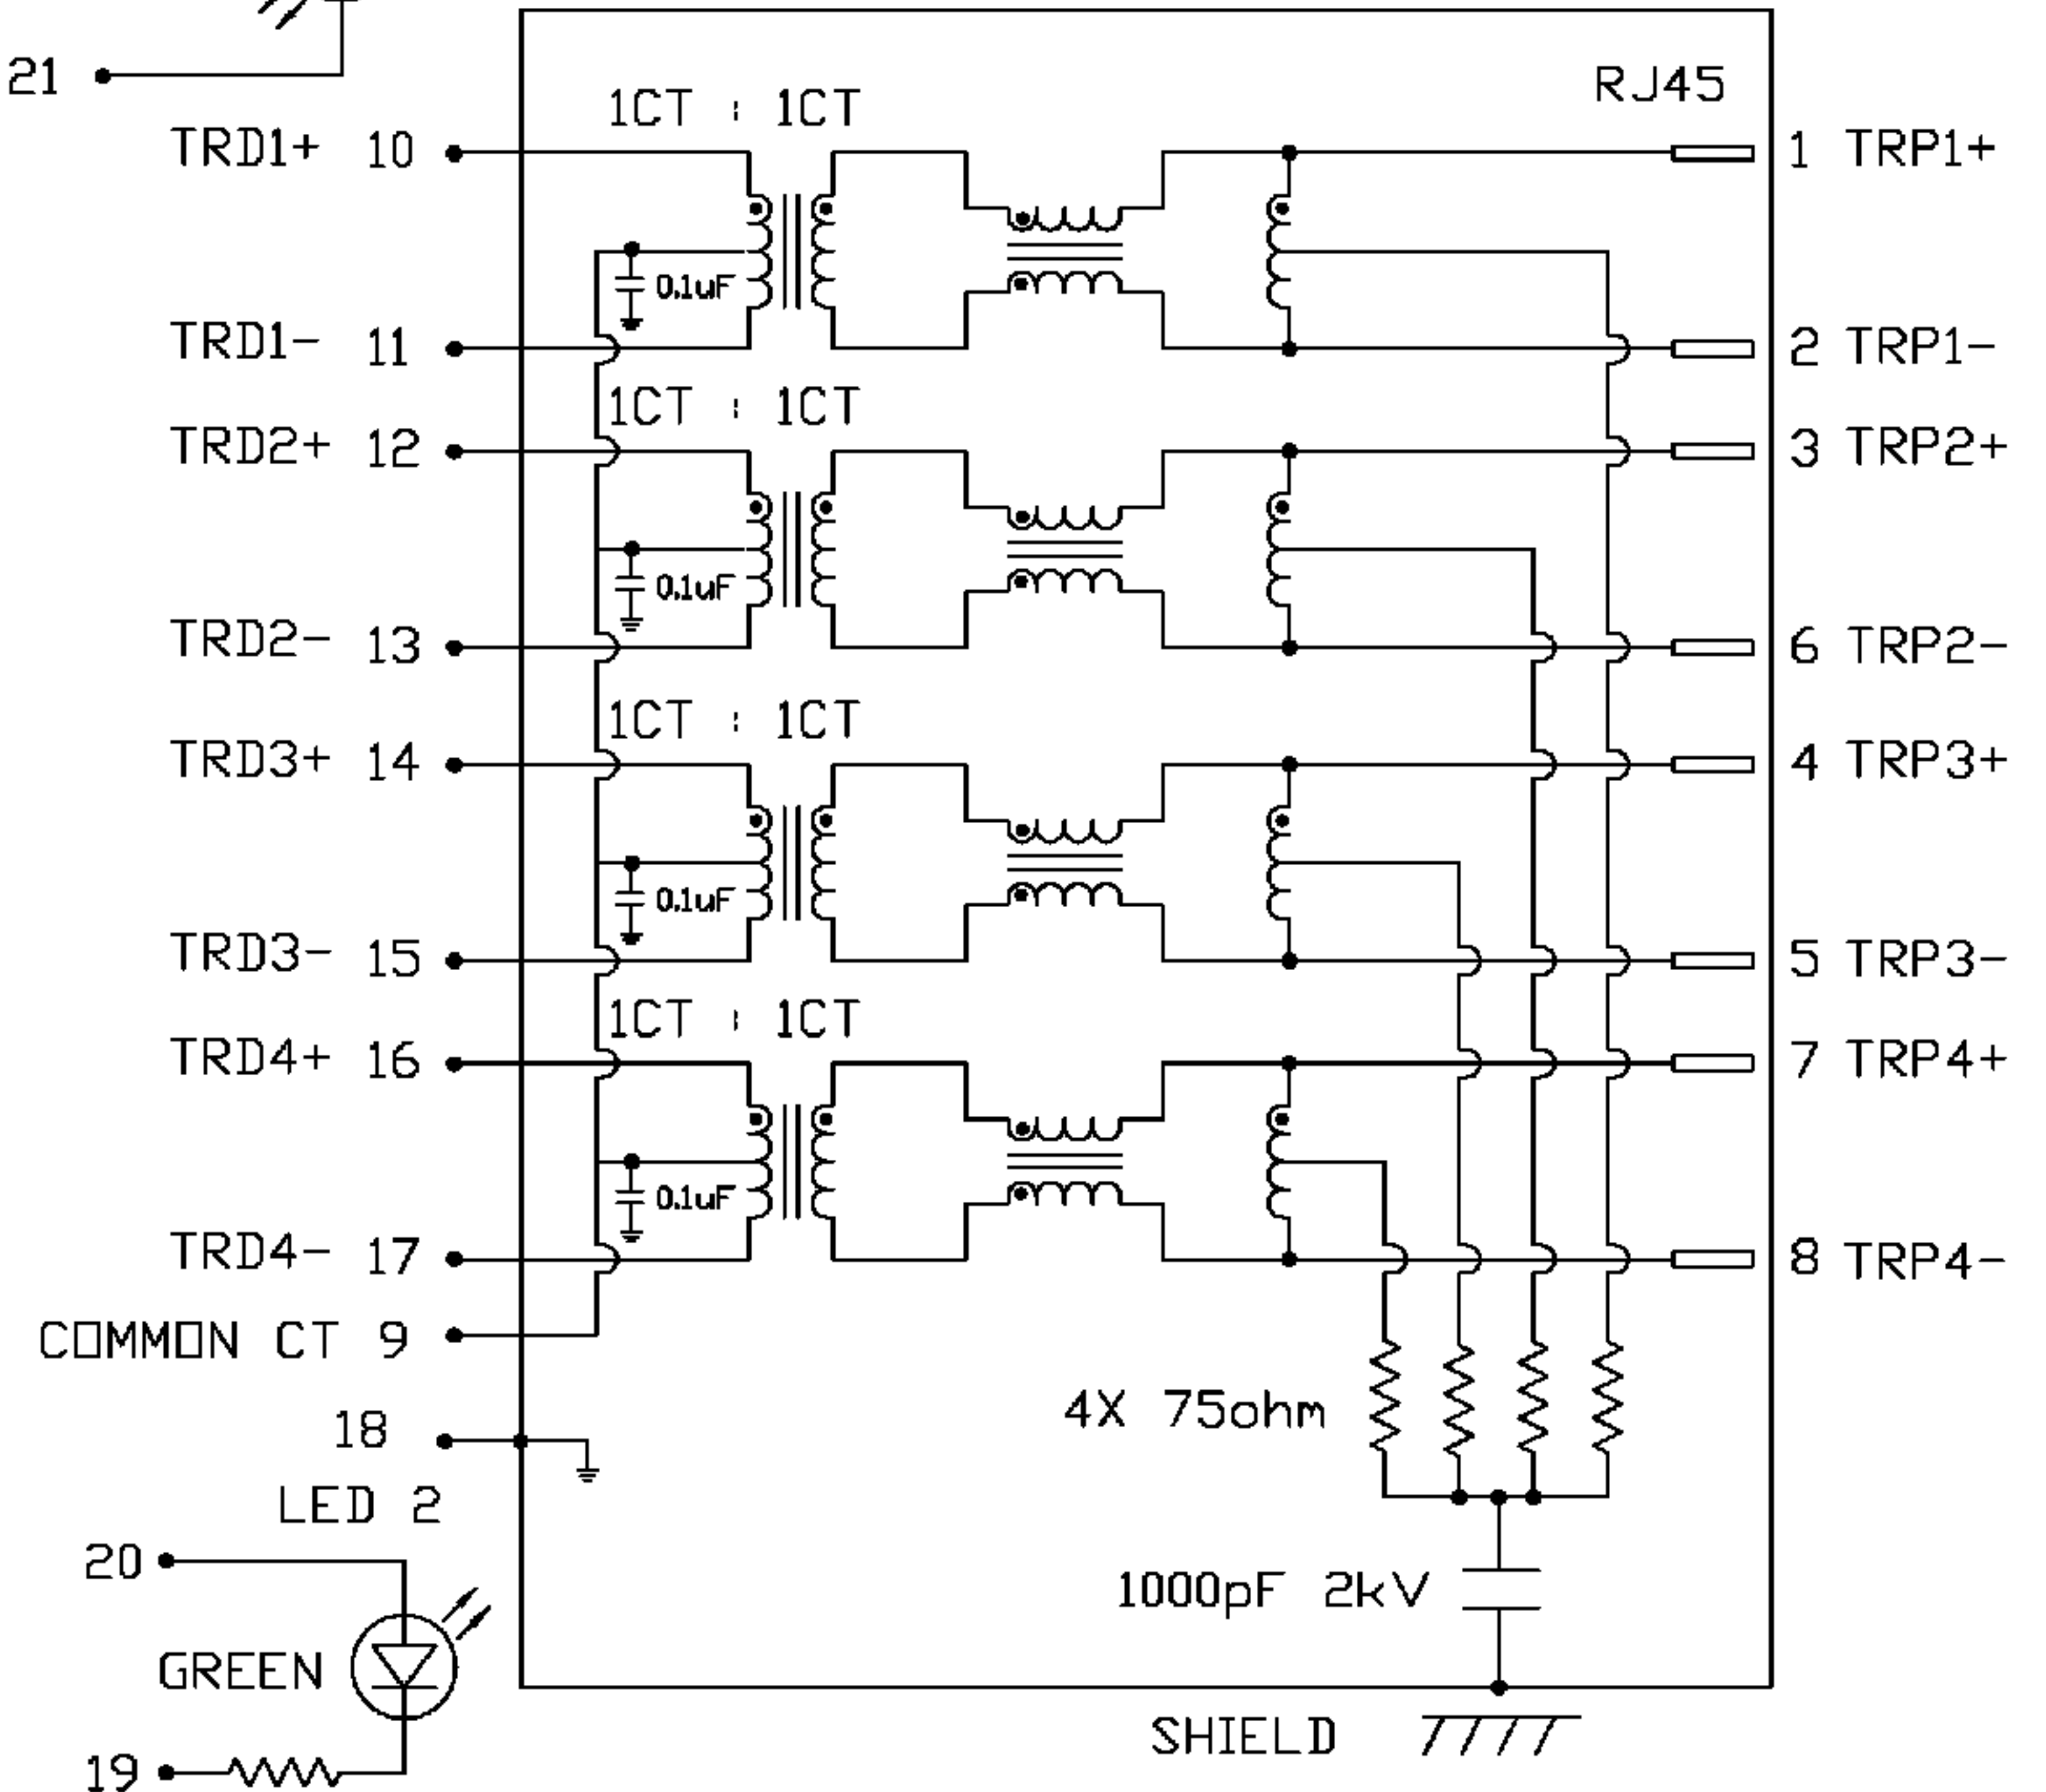 21
RJ45
1CT : 1CT
TRD1+ 10
1 TRP1+
0.1uF
TRD1- 11
2 TRP1-
1CT : 1CT
TRD2+ 12
3 TRP2+
0.1uF
TRD2- 13
6 TRP2-
1CT : 1CT
TRD3+ 14
4 TRP3+
0.1uF
TRD3- 15
5 TRP3-
1CT : 1CT
TRD4+ 16
7 TRP4+
0.1uF
TRD4- 17
8 TRP4-
COMMON CT 9
4X 75ohm
18
LED 2
20
1000pF 2kV
GREEN
SHIELD
19